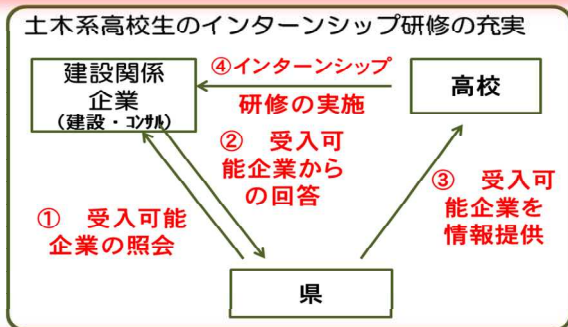 土木系高校生のインターンシップ研修の充実
建設関係
企業
(建設・ｺﾝｻﾙ)
④インターンシップ
研修の実施
高校
② 受入可
能企業から
の回答
① 受入可能
企業の照会
③ 受入可
能企業を
情報提供
県